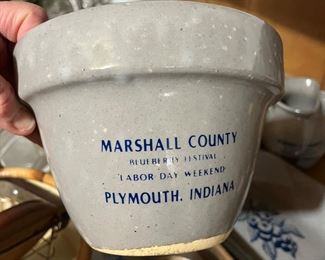 MARSHALL COUNTY
BLUEBERRY FESTIVAL
LABOR DAY WEEKEND
PLYMOUTH, INDIANA